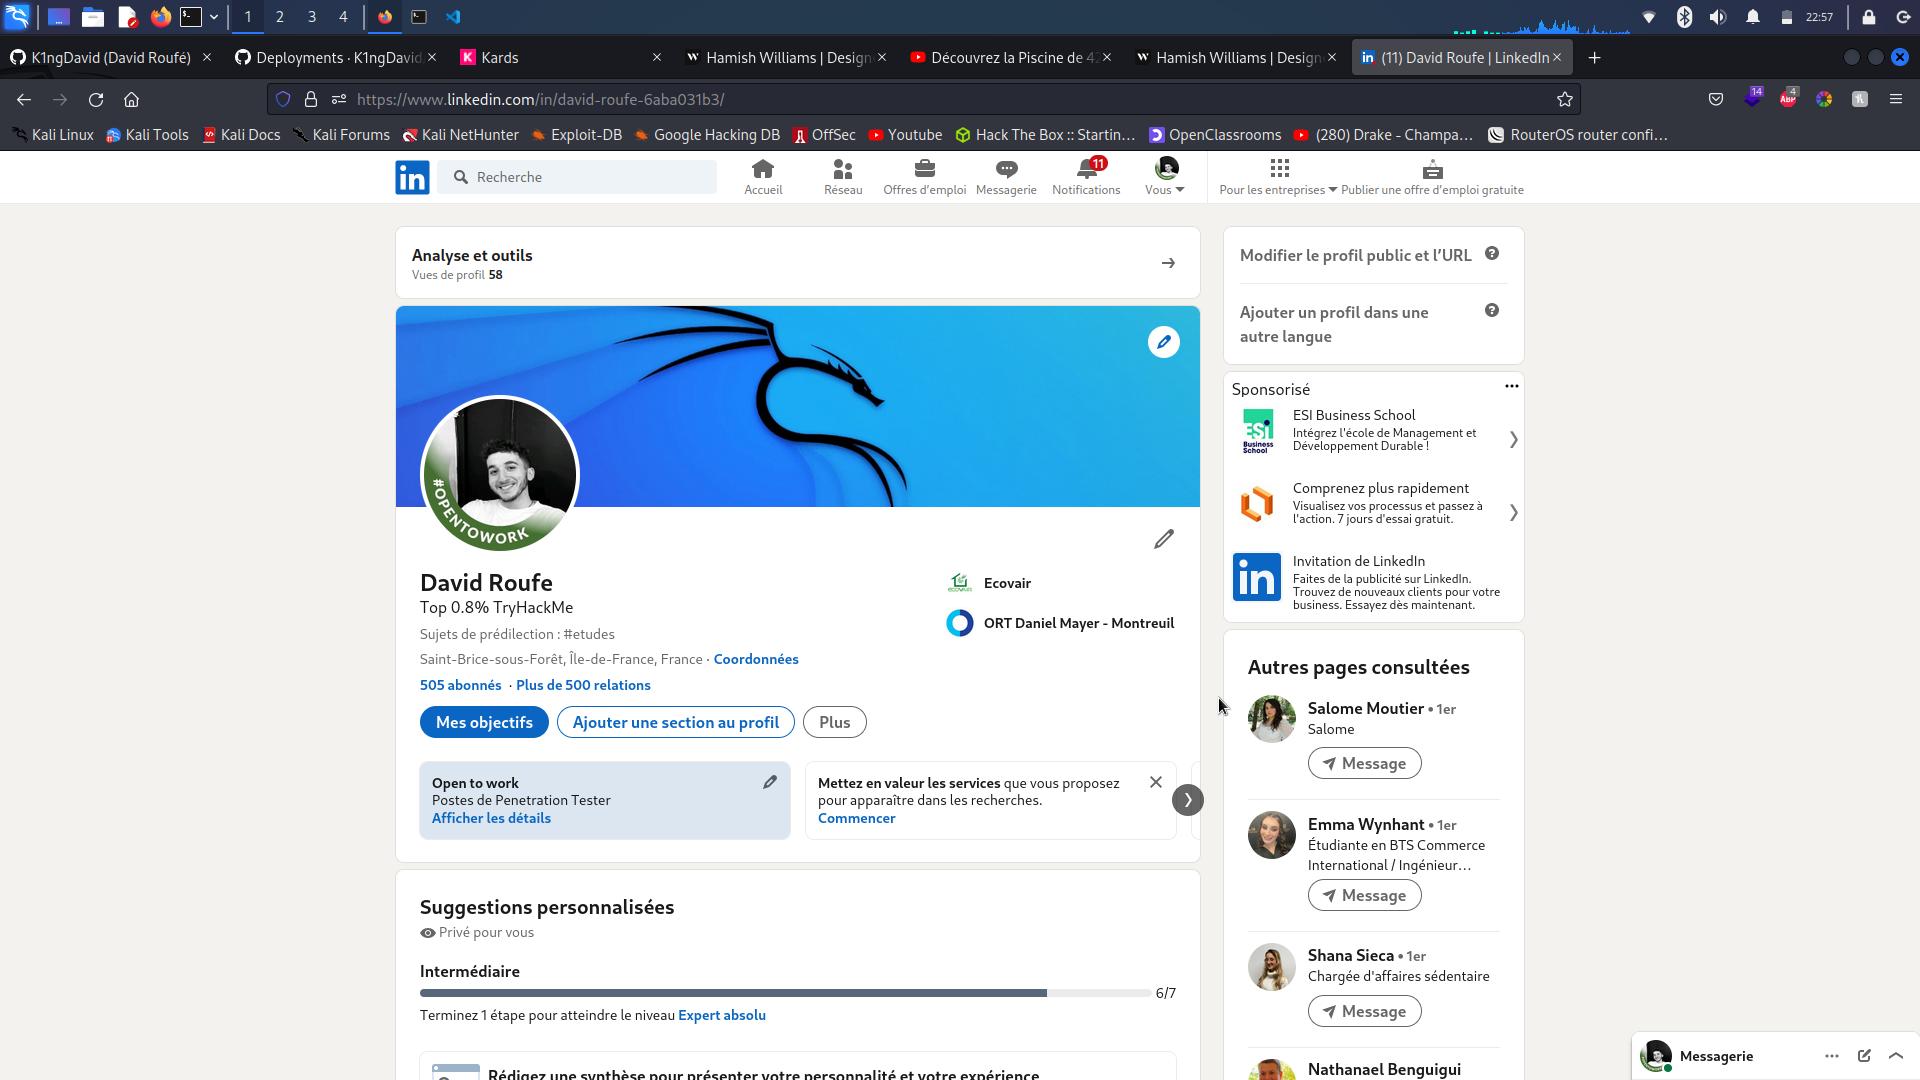 1
2
3
4
22:57
K1ngDavid (David Roufé)
Deployments · K1ngDavid
Kards
Hamish Williams | Design
Découvrez la Piscine de 42
Hamish Williams | Design
(11) David Roufe | LinkedIn
https://www.linkedin.com/in/david-roufe-6aba031b3/
14
4
ABP
Kali Linux
Kali Tools
Kali Docs
Kali Forums
Kali NetHunter
Exploit-DB
Google Hacking DB
OffSec
Youtube
Hack The Box :: Startin…
OpenClassrooms
(280) Drake - Champa…
RouterOS router confi…
in
Recherche
Accueil
Réseau
Offres d'emploi
Messagerie
11
Notifications
Vous
Pour les entreprises
Publier une offre d'emploi gratuite
Analyse et outils
Vues de profil 58
#OPENTOWORK
David Roufe
Top 0.8% TryHackMe
Sujets de prédilection : #etudes
Saint-Brice-sous-Forêt, Île-de-France, France · Coordonnées
505 abonnés · Plus de 500 relations
Ecovair
ORT Daniel Mayer - Montreuil
Mes objectifs
Ajouter une section au profil
Plus
Open to work
Postes de Penetration Tester
Afficher les détails
Mettez en valeur les services que vous proposez
pour apparaître dans les recherches.
Commencer
Suggestions personnalisées
Privé pour vous
Intermédiaire
6/7
Terminez 1 étape pour atteindre le niveau Expert absolu
Rédigez une synthèse pour présenter votre personnalité et votre expérience
Modifier le profil public et l’URL
Ajouter un profil dans une
autre langue
Sponsorisé
ESI
Business
School
ESI Business School
Intégrez l'école de Management et
Développement Durable !
Comprenez plus rapidement
Visualisez vos processus et passez à
l'action. 7 jours d'essai gratuit.
in
Invitation de LinkedIn
Faites de la publicité sur LinkedIn.
Trouvez de nouveaux clients pour votre
business. Essayez dès maintenant.
Autres pages consultées
Salome Moutier • 1er
Salome
Message
Emma Wynhant • 1er
Étudiante en BTS Commerce
International / Ingénieur…
Message
Shana Sieca • 1er
Chargée d'affaires sédentaire
Message
Nathanael Benguigui
Messagerie